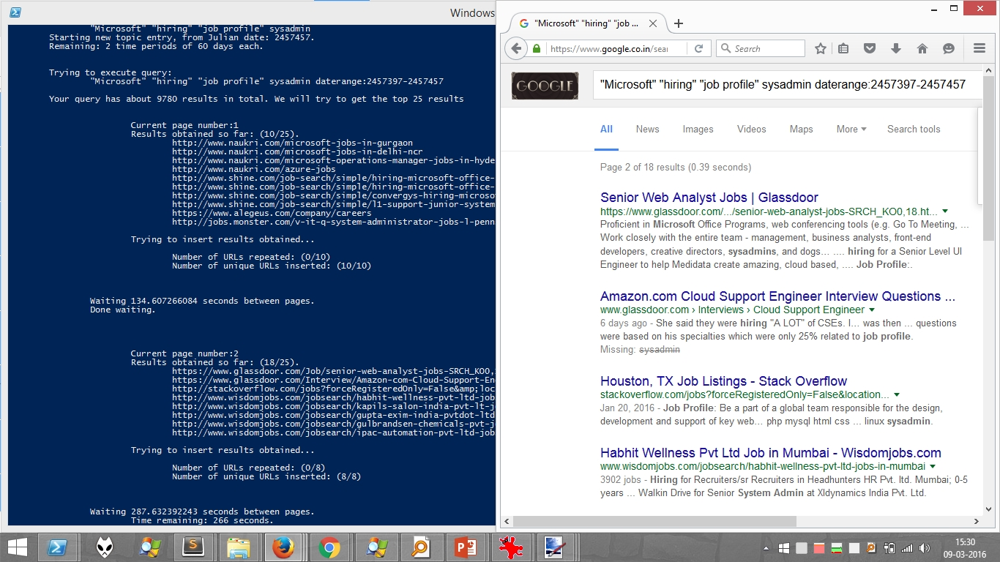 Windows
"Microsoft" "hiring" "job profile" sysadmin
Starting new topic entry, from Julian date: 2457457.
Remaining: 2 time periods of 60 days each.
Trying to execute query:
"Microsoft" "hiring" "job profile" sysadmin daterange:2457397-2457457
Your query has about 9780 results in total. We will try to get the top 25 results
Current page number:1
Results obtained so far: (10/25).
http://www.naukri.com/microsoft-jobs-in-gurgaon
http://www.naukri.com/microsoft-jobs-in-delhi-ncr
http://www.naukri.com/microsoft-operations-manager-jobs-in-hyde
http://www.naukri.com/azure-jobs
http://www.shine.com/job-search/simple/hiring-microsoft-office-
http://www.shine.com/job-search/simple/hiring-microsoft-office-
http://www.shine.com/job-search/simple/convergys-hiring-microso
http://www.shine.com/job-search/simple/l1-support-junior-system
https://www.alegeus.com/company/careers
http://jobs.monster.com/v-it-q-system-administrator-jobs-l-penn
Trying to insert results obtained...
Number of URLs repeated: (0/10)
Number of unique URLs inserted: (10/10)
Waiting 134.607266084 seconds between pages.
Done waiting.
Current page number:2
Results obtained so far: (18/25).
https://www.glassdoor.com/Job/senior-web-analyst-jobs-SRCH_KO0,
https://www.glassdoor.com/Interview/Amazon-com-Cloud-Support-En
http://stackoverflow.com/jobs?forceRegisteredOnly=False&amp;loc
http://www.wisdomjobs.com/jobsearch/habhit-wellness-pvt-ltd-job
http://www.wisdomjobs.com/jobsearch/kapils-salon-india-pvt-lt-j
http://www.wisdomjobs.com/jobsearch/gupta-exim-india-pvtdot-ltd
http://www.wisdomjobs.com/jobsearch/gulbrandsen-chemicals-pvt-j
http://www.wisdomjobs.com/jobsearch/ipac-automation-pvt-ltd-job
Trying to insert results obtained...
Number of URLs repeated: (0/8)
Number of unique URLs inserted: (8/8)
Waiting 287.632392243 seconds between pages.
Time remaining: 266 seconds.
"Microsoft" "hiring" "job ...
https://www.google.co.in/sear
Search
GOOGLE
"Microsoft" "hiring" "job profile" sysadmin daterange:2457397-2457457
All News Images Videos Maps More Search tools
Page 2 of 18 results (0.39 seconds)
Senior Web Analyst Jobs | Glassdoor
https://www.glassdoor.com/.../senior-web-analyst-jobs-SRCH_KO0,18.ht...
Proficient in Microsoft Office Programs, web conferencing tools (e.g. Go To Meeting, ...
Work closely with the entire team - management, business analysts, front-end
developers, creative directors, sysadmins, and dogs... .... hiring for a Senior Level UI
Engineer to help Medidata create amazing, cloud based, .... Job Profile:.
Amazon.com Cloud Support Engineer Interview Questions ...
www.glassdoor.com › Interviews › Cloud Support Engineer
6 days ago - She said they were hiring "A LOT" of CSEs. I... was then ... questions
were based on his specialties which were only 25% related to job profile.
Missing: sysadmin
Houston, TX Job Listings - Stack Overflow
stackoverflow.com/jobs?forceRegisteredOnly=False&location...
Jan 20, 2016 - Job Profile: Be a part of a global team responsible for the design,
development and support of key web... php mysql html css ... linux sysadmin.
Habhit Wellness Pvt Ltd Job in Mumbai - Wisdomjobs.com
www.wisdomjobs.com/jobsearch/habhit-wellness-pvt-ltd-jobs-in-mumbai
3902 jobs - Hiring for Recruiters/sr Recruiters in Headhunters HR Pvt. ltd. Mumbai; 0-5
years ... Walkin Drive for Senior System Admin at Xldynamics India Pvt. Ltd.
15:30
09-03-2016